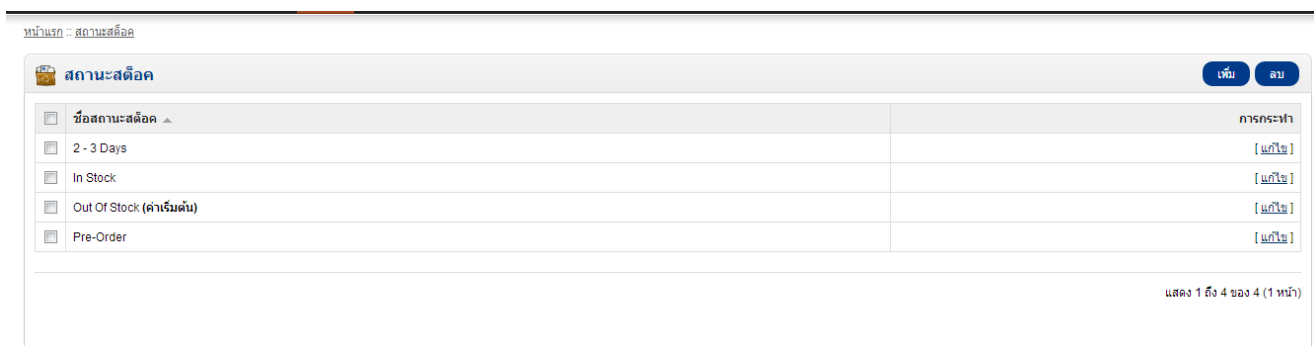 หน้าแรก :: สถานะสต็อค
สถานะสต็อค
เพิ่ม ลบ
ชื่อสถานะสต็อค การกระทำ
2 - 3 Days [ แก้ไข ]
In Stock [ แก้ไข ]
Out Of Stock (ค่าเริ่มต้น) [ แก้ไข ]
Pre-Order [ แก้ไข ]
แสดง 1 ถึง 4 ของ 4 (1 หน้า)